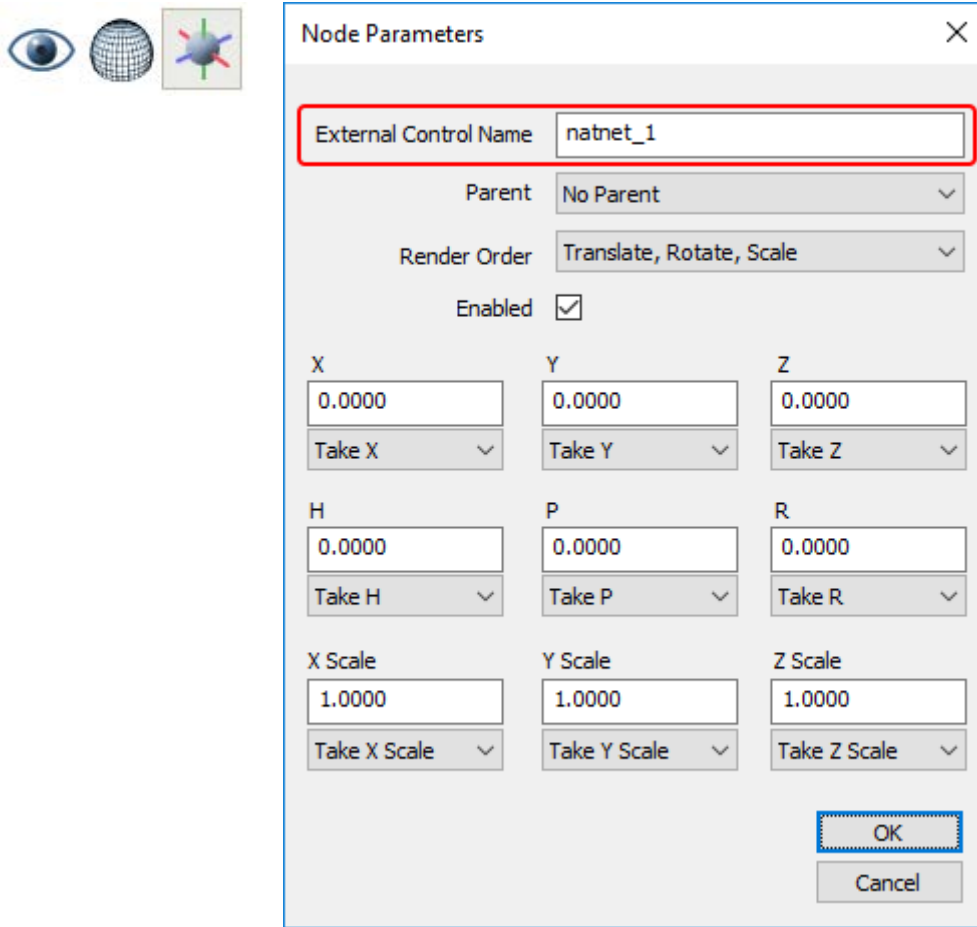 Node Parameters
External Control Name natnet_1
Parent No Parent
Render Order Translate, Rotate, Scale
Enabled
X Y Z
0.0000 0.0000 0.0000
Take X Take Y Take Z
H P R
0.0000 0.0000 0.0000
Take H Take P Take R
X Scale Y Scale Z Scale
1.0000 1.0000 1.0000
Take X Scale Take Y Scale Take Z Scale
OK
Cancel